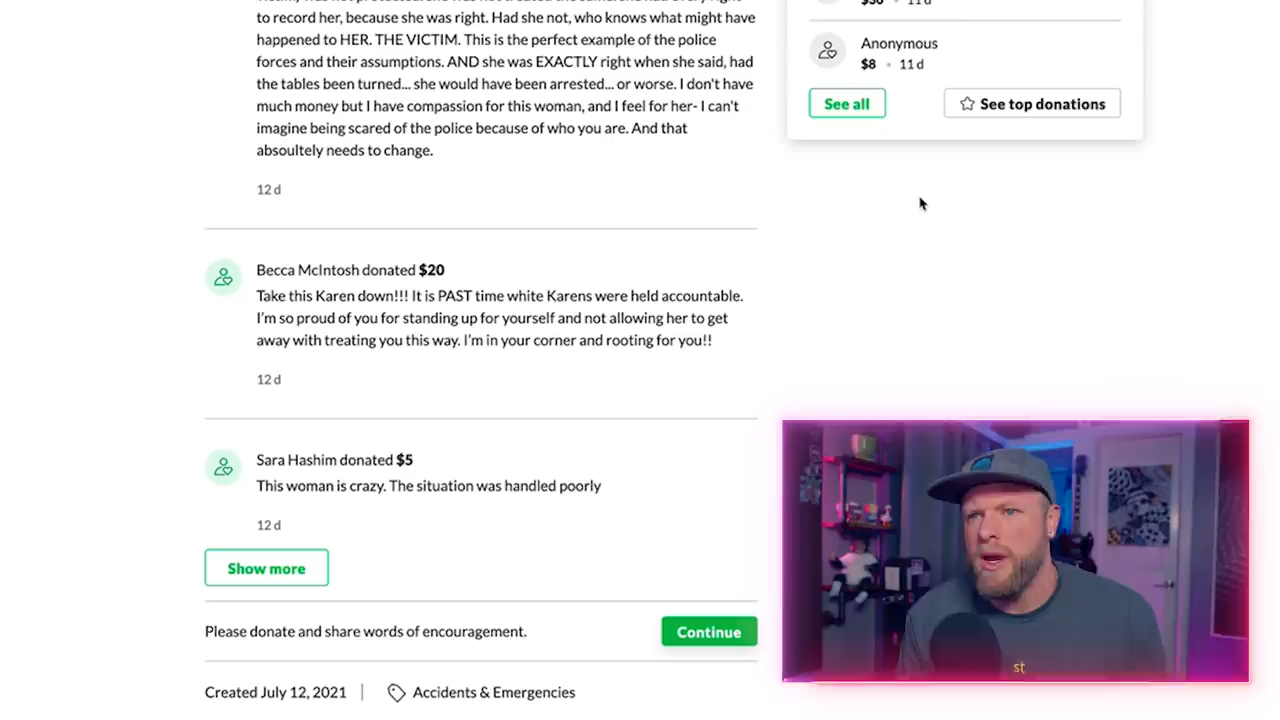 to record her, because she was right. Had she not, who knows what might have
happened to HER. THE VICTIM. This is the perfect example of the police
forces and their assumptions. AND she was EXACTLY right when she said, had
the tables been turned... she would have been arrested... or worse. I don't have
much money but I have compassion for this woman, and I feel for her- I can't
imagine being scared of the police because of who you are. And that
absoultely needs to change.
12 d
Becca McIntosh donated $20
Take this Karen down!!! It is PAST time white Karens were held accountable.
I'm so proud of you for standing up for yourself and not allowing her to get
away with treating you this way. I'm in your corner and rooting for you!!
12 d
Sara Hashim donated $5
This woman is crazy. The situation was handled poorly
12 d
Show more
Please donate and share words of encouragement.
Continue
Created July 12, 2021
Accidents & Emergencies
$30 • 11 d
Anonymous
$8 • 11 d
See all
See top donations
st